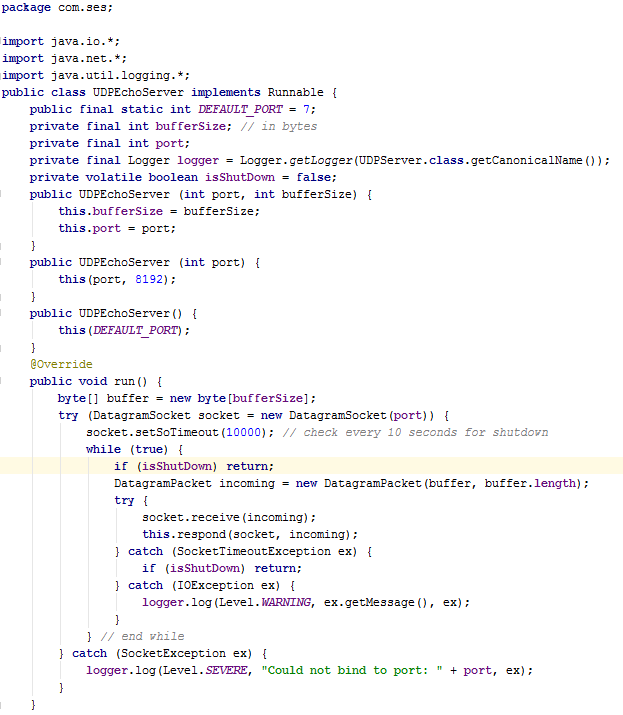 package com.ses;
import java.io.*;
import java.net.*;
import java.util.logging.*;
public class UDPEchoServer implements Runnable {
    public final static int DEFAULT_PORT = 7;
    private final int bufferSize; // in bytes
    private final int port;
    private final Logger logger = Logger.getLogger(UDPServer.class.getCanonicalName());
    private volatile boolean isShutDown = false;
    public UDPEchoServer (int port, int bufferSize) {
        this.bufferSize = bufferSize;
        this.port = port;
    }
    public UDPEchoServer (int port) {
        this(port, 8192);
    }
    public UDPEchoServer() {
        this(DEFAULT_PORT);
    }
    @Override
    public void run() {
        byte[] buffer = new byte[bufferSize];
        try (DatagramSocket socket = new DatagramSocket(port)) {
            socket.setSoTimeout(10000); // check every 10 seconds for shutdown
            while (true) {
                if (isShutDown) return;
                DatagramPacket incoming = new DatagramPacket(buffer, buffer.length);
                try {
                    socket.receive(incoming);
                    this.respond(socket, incoming);
                } catch (SocketTimeoutException ex) {
                    if (isShutDown) return;
                } catch (IOException ex) {
                    logger.log(Level.WARNING, ex.getMessage(), ex);
                }
            } // end while
        } catch (SocketException ex) {
            logger.log(Level.SEVERE, "Could not bind to port: " + port, ex);
        }
    }